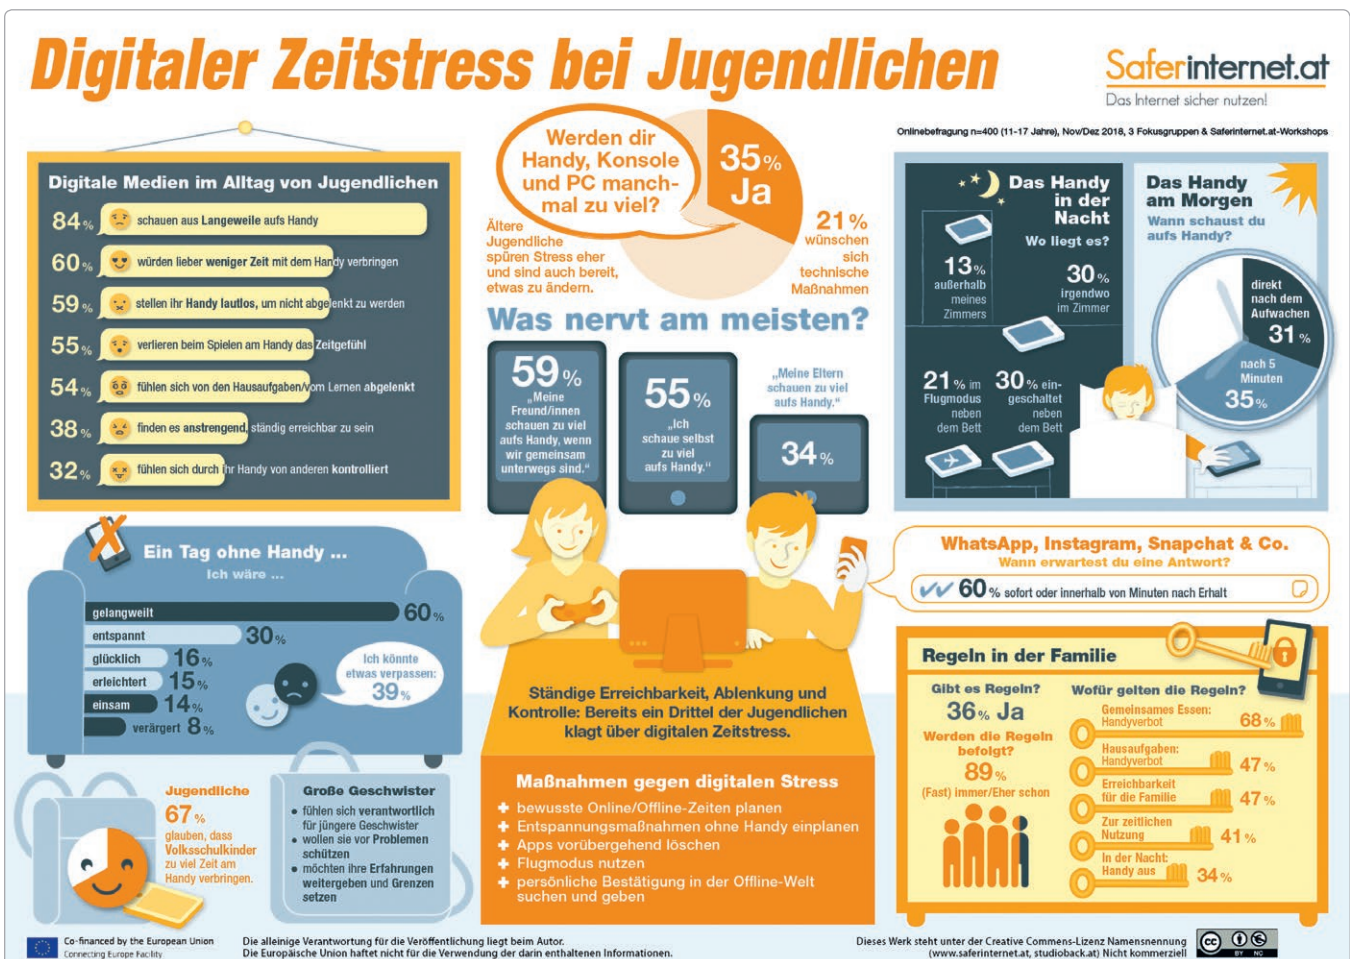 Digitaler Zeitstress bei Jugendlichen
Saferinternet.at
Das Internet sicher nutzen!
Onlinebefragung n=400 (11-17 Jahre), Nov/Dez 2018, 3 Fokusgruppen & Saferinternet.at-Workshops
Digitale Medien im Alltag von Jugendlichen
84% schauen aus Langeweile aufs Handy
60% würden lieber weniger Zeit mit dem Handy verbringen
59% stellen ihr Handy lautlos, um nicht abgelenkt zu werden
55% verlieren beim Spielen am Handy das Zeitgefühl
54% fühlen sich von den Hausaufgaben/vom Lernen abgelenkt
38% finden es anstrengend, ständig erreichbar zu sein
32% fühlen sich durch ihr Handy von anderen kontrolliert
Werden dir
Handy, Konsole
und PC manch-
mal zu viel?
35%
Ja
Ältere
Jugendliche
spüren Stress eher
und sind auch bereit,
etwas zu ändern.
21%
wünschen
sich
technische
Maßnahmen
Was nervt am meisten?
59%
„Meine
Freund/innen
schauen zu viel
aufs Handy, wenn
wir gemeinsam
unterwegs sind.“
55%
„Ich
schaue selbst
zu viel
aufs Handy.“
„Meine Eltern
schauen zu viel
aufs Handy.“
34%
Das Handy
in der
Nacht
Wo liegt es?
13%
außerhalb
meines
Zimmers
30%
irgendwo
im Zimmer
21% im
Flugmodus
neben
dem Bett
30% ein-
geschaltet
neben
dem Bett
Das Handy
am Morgen
Wann schaust du
aufs Handy?
direkt
nach dem
Aufwachen
31%
nach 5
Minuten
35%
Ein Tag ohne Handy ...
Ich wäre ...
gelangweilt 60%
entspannt 30%
glücklich 16%
erleichtert 15%
einsam 14%
verärgert 8%
Ich könnte
etwas verpassen:
39%
WhatsApp, Instagram, Snapchat & Co.
Wann erwartest du eine Antwort?
60% sofort oder innerhalb von Minuten nach Erhalt
Ständige Erreichbarkeit, Ablenkung und
Kontrolle: Bereits ein Drittel der Jugendlichen
klagt über digitalen Zeitstress.
Maßnahmen gegen digitalen Stress
+ bewusste Online/Offline-Zeiten planen
+ Entspannungsmaßnahmen ohne Handy einplanen
+ Apps vorübergehend löschen
+ Flugmodus nutzen
+ persönliche Bestätigung in der Offline-Welt
suchen und geben
Regeln in der Familie
Gibt es Regeln?
36% Ja
Werden die Regeln
befolgt?
89%
(Fast) immer/Eher schon
Wofür gelten die Regeln?
Gemeinsames Essen:
Handyverbot 68%
Hausaufgaben:
Handyverbot 47%
Erreichbarkeit
für die Familie 47%
Zur zeitlichen
Nutzung 41%
In der Nacht:
Handy aus 34%
Jugendliche
67%
glauben, dass
Volksschulkinder
zu viel Zeit am
Handy verbringen.
Große Geschwister
• fühlen sich verantwortlich
für jüngere Geschwister
• wollen sie vor Problemen
schützen
• möchten ihre Erfahrungen
weitergeben und Grenzen
setzen
Co-financed by the European Union
Connecting Europe Facility
Die alleinige Verantwortung für die Veröffentlichung liegt beim Autor.
Die Europäische Union haftet nicht für die Verwendung der darin enthaltenen Informationen.
Dieses Werk steht unter der Creative Commens-Lizenz Namensnennung
(www.saferinternet.at, studioback.at) Nicht kommerziell
cc
BY NC